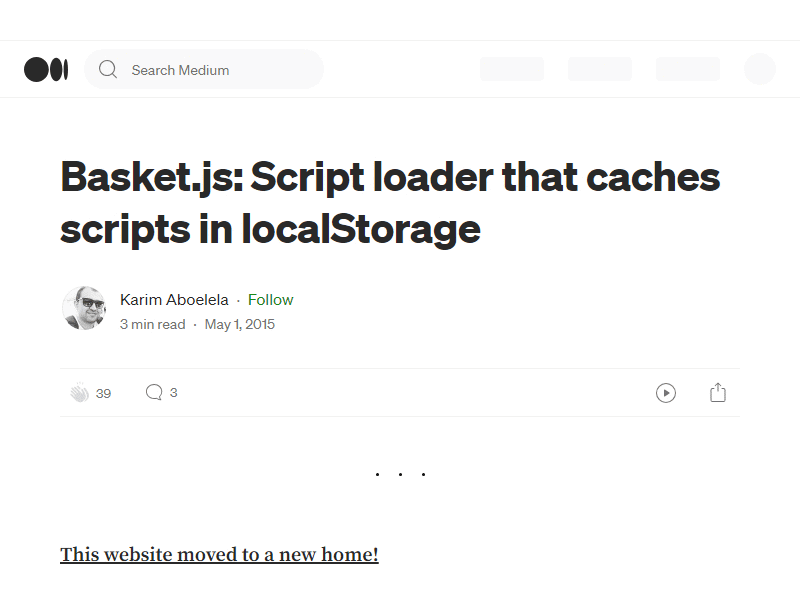 Search Medium
Basket.js: Script loader that caches
scripts in localStorage
Karim Aboelela · Follow
3 min read · May 1, 2015
39
3
. . .
This website moved to a new home!